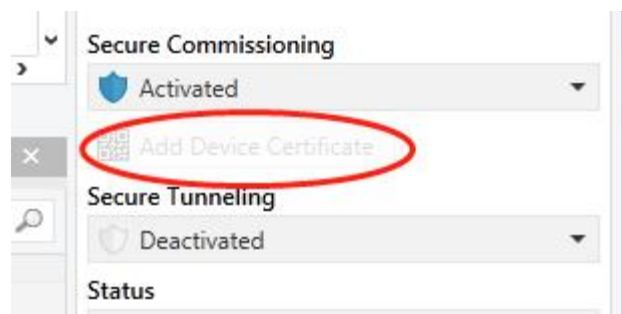 Secure Commissioning
Activated
Add Device Certificate
Secure Tunneling
Deactivated
Status